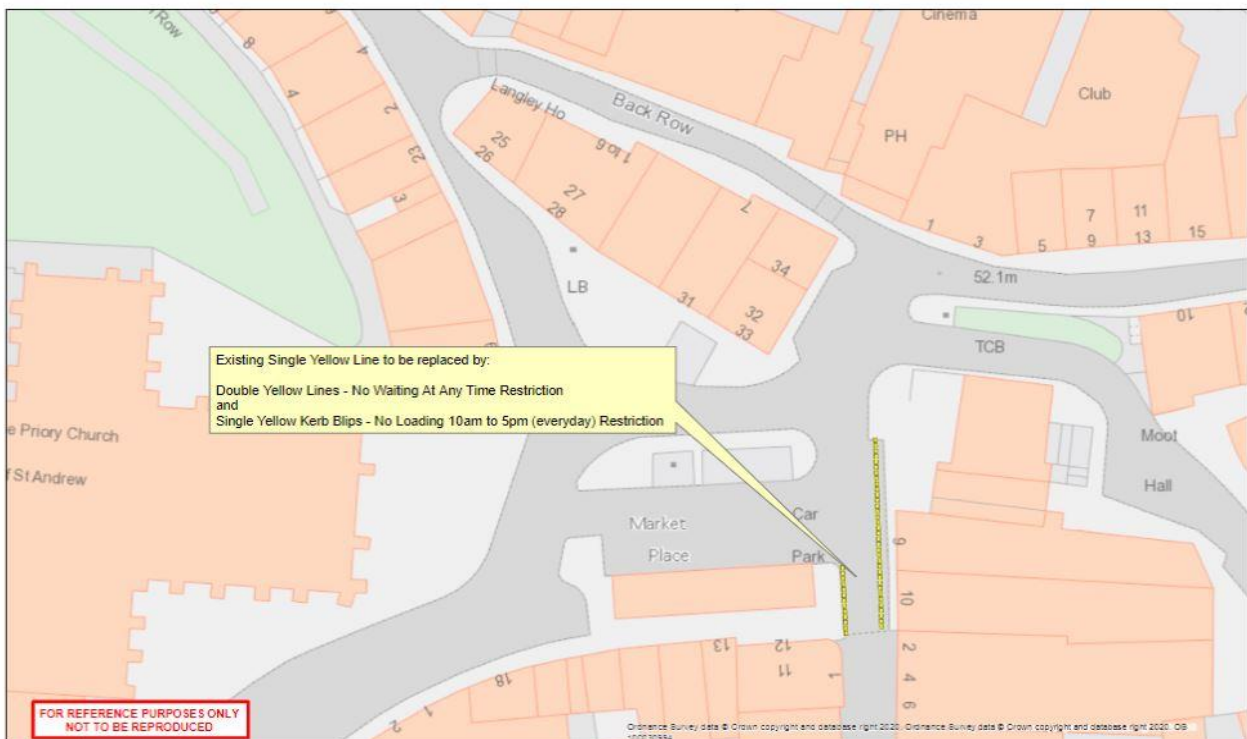 Row
8
4
4
2
23
3
Cinema
Club
PH
Back Row
Langley Ho
1 to 6
25
26
27
28
7
34
32
33
31
LB
1
3
5
7
9
11
13
15
10
52.1m
TCB
Existing Single Yellow Line to be replaced by:
Double Yellow Lines - No Waiting At Any Time Restriction
and
Single Yellow Kerb Blips - No Loading 10am to 5pm (everyday) Restriction
e Priory Church
f St Andrew
Moot
Hall
Market
Place
Car
Park
9
10
2
4
6
13
12
11
1
18
1
2
FOR REFERENCE PURPOSES ONLY
NOT TO BE REPRODUCED
Ordnance Survey data © Crown copyright and database right 2020. Ordnance Survey data © Crown copyright and database right 2020. OS